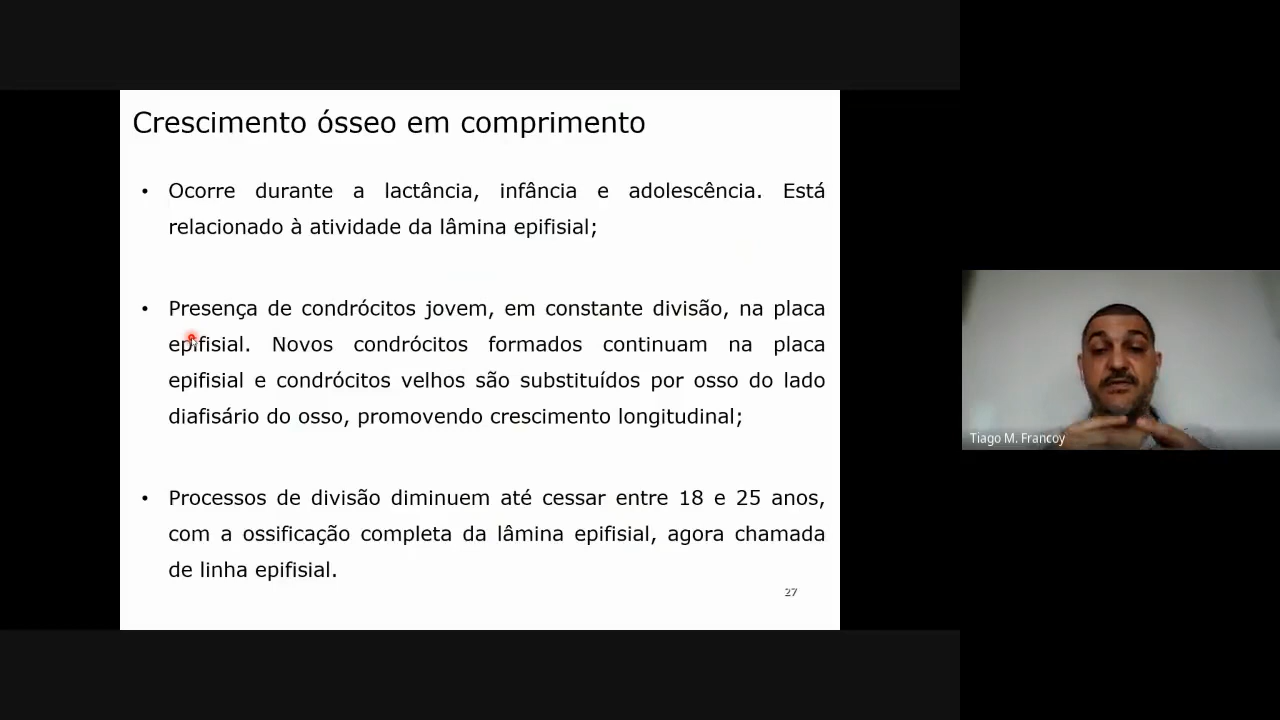 Crescimento ósseo em comprimento
• Ocorre durante a lactância, infância e adolescência. Está
relacionado à atividade da lâmina epifisial;
• Presença de condrócitos jovem, em constante divisão, na placa
epifisial. Novos condrócitos formados continuam na placa
epifisial e condrócitos velhos são substituídos por osso do lado
diafisário do osso, promovendo crescimento longitudinal;
• Processos de divisão diminuem até cessar entre 18 e 25 anos,
com a ossificação completa da lâmina epifisial, agora chamada
de linha epifisial.
27
Tiago M. Francoy